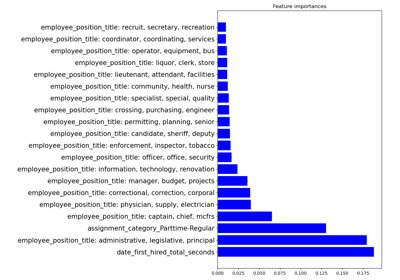 Feature importances
employee_position_title: recruit, secretary, recreation
employee_position_title: coordinator, coordinating, services
employee_position_title: operator, equipment, bus
employee_position_title: liquor, clerk, store
employee_position_title: lieutenant, attendant, facilities
employee_position_title: community, health, nurse
employee_position_title: specialist, special, quality
employee_position_title: crossing, purchasing, engineer
employee_position_title: permitting, planning, senior
employee_position_title: candidate, sheriff, deputy
employee_position_title: enforcement, inspector, tobacco
employee_position_title: officer, office, security
employee_position_title: information, technology, renovation
employee_position_title: manager, budget, projects
employee_position_title: correctional, correction, corporal
employee_position_title: physician, supply, electrician
employee_position_title: captain, chief, mcfrs
assignment_category_Parttime-Regular
employee_position_title: administrative, legislative, principal
date_first_hired_total_seconds
0.000 0.025 0.050 0.075 0.100 0.125 0.150 0.175